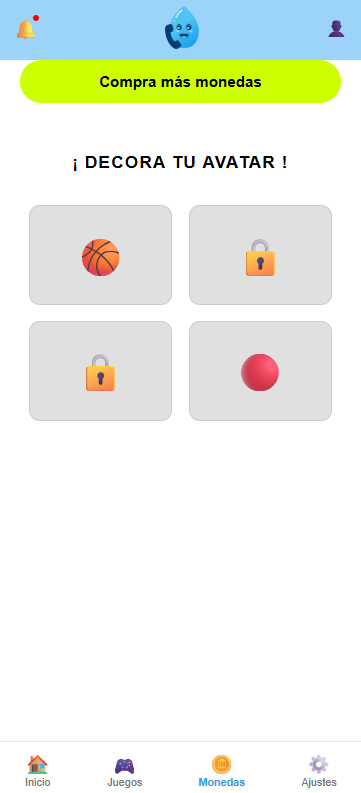 Compra más monedas
¡ DECORA TU AVATAR !
Inicio
Juegos
Monedas
Ajustes